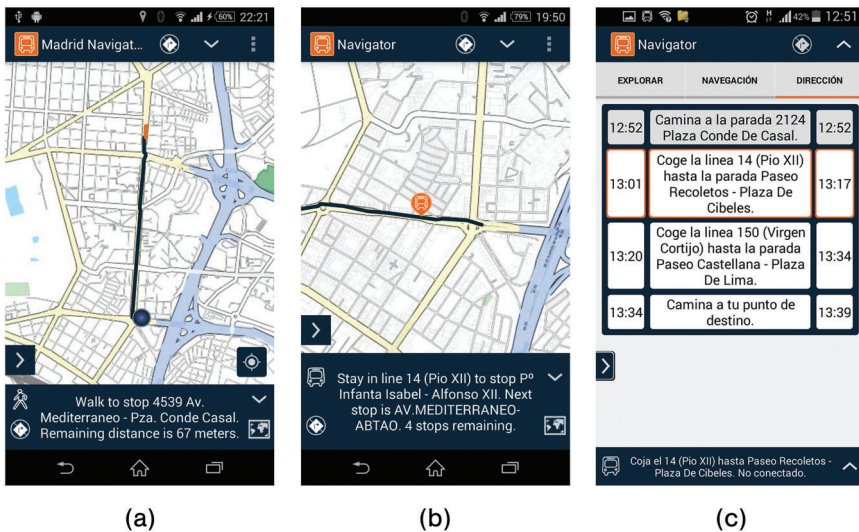 60% 22:21
Madrid Navigat...
Walk to stop 4539 Av.
Mediterraneo - Pza. Conde Casal.
Remaining distance is 67 meters.
(a)
79% 19:50
Navigator
Stay in line 14 (Pio XII) to stop Pº
Infanta Isabel - Alfonso XII. Next
stop is AV.MEDITERRANEO-
ABTAO. 4 stops remaining.
(b)
H 42% 12:51
Navigator
EXPLORAR NAVEGACIÓN DIRECCIÓN
12:52 Camina a la parada 2124 12:52
Plaza Conde De Casal.
Coge la linea 14 (Pio XII)
13:01 hasta la parada Paseo 13:17
Recoletos - Plaza De
Cibeles.
Coge la linea 150 (Virgen
13:20 Cortijo) hasta la parada 13:34
Paseo Castellana - Plaza
De Lima.
13:34 Camina a tu punto de 13:39
destino.
Coja el 14 (Pio XII) hasta Paseo Recoletos -
Plaza De Cibeles. No conectado.
(c)